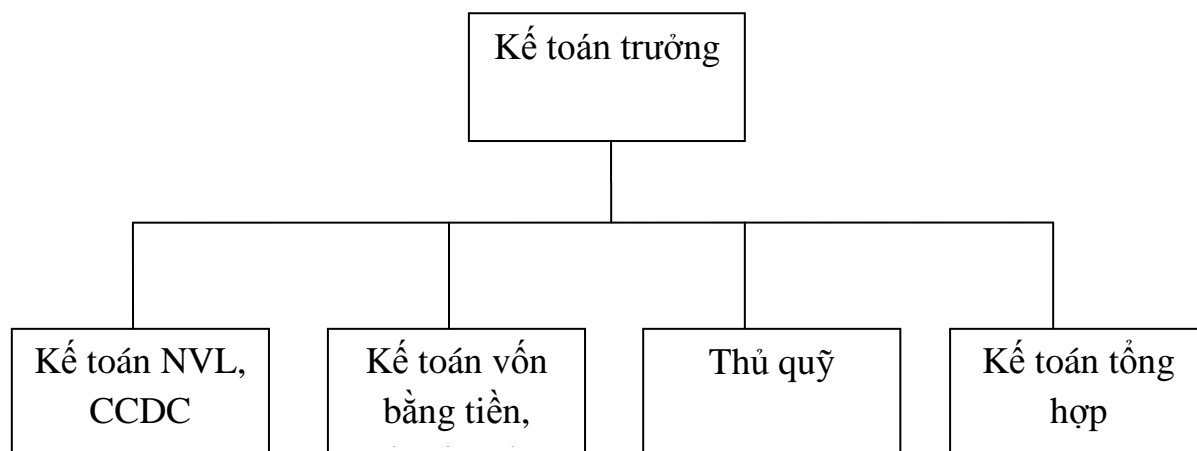 Kế toán trưởng
Kế toán NVL,
CCDC
Kế toán vốn
bằng tiền,
Thủ quỹ
Kế toán tổng
hợp